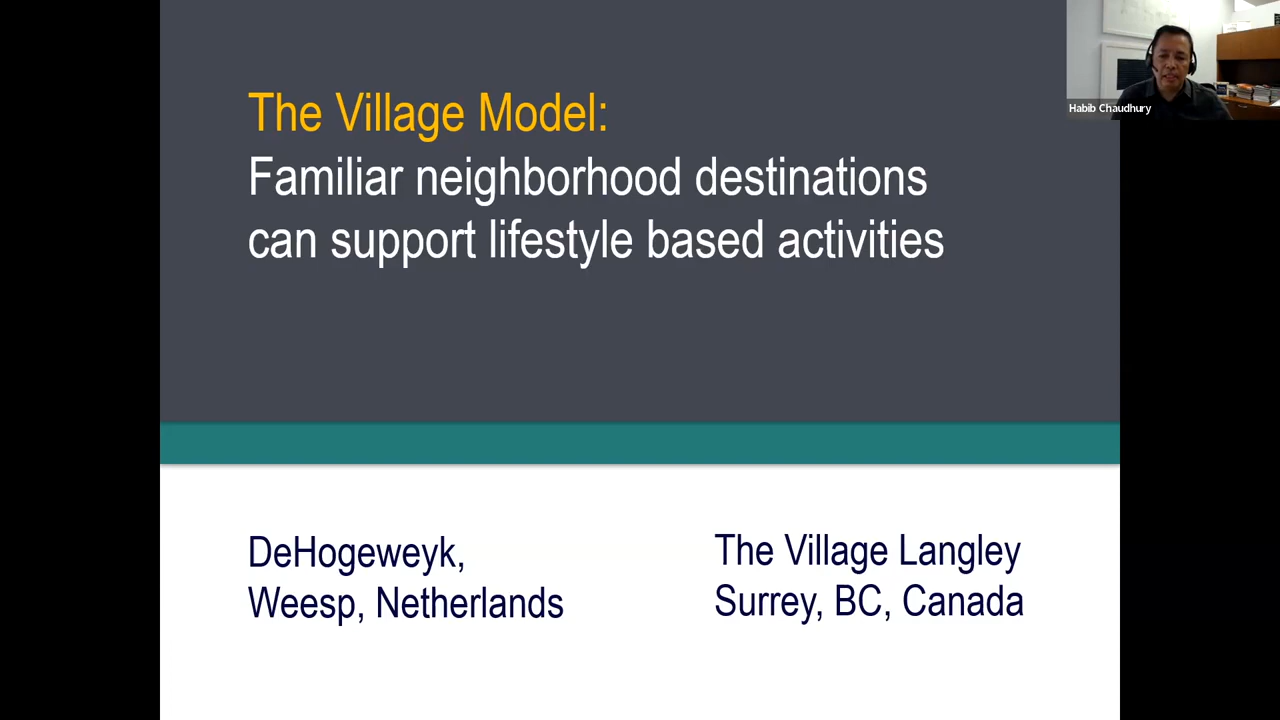 The Village Model:
Familiar neighborhood destinations
can support lifestyle based activities
Habib Chaudhury
DeHogeweyk,
Weesp, Netherlands
The Village Langley
Surrey, BC, Canada